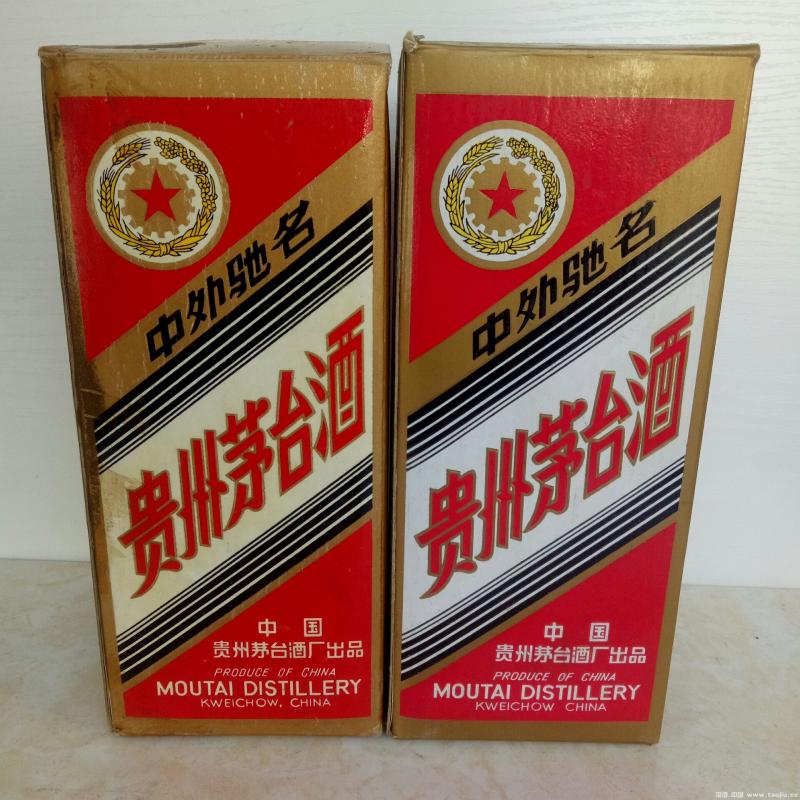 中外驰名
贵州茅台酒
中国
贵州茅台酒厂出品
PRODUCE OF CHINA
MOUTAI DISTILLERY
KWEICHOW, CHINA
中外驰名
贵州茅台酒
中国
贵州茅台酒厂出品
PRODUCE OF CHINA
MOUTAI DISTILLERY
KWEICHOW CHINA